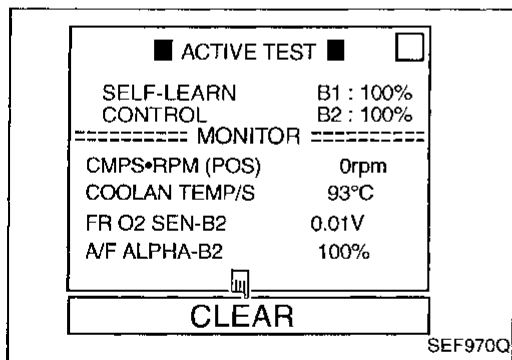 ■ ACTIVE TEST ■
SELF-LEARN B1 : 100%
CONTROL B2 : 100%
========= MONITOR =========
CMPS•RPM (POS) 0rpm
COOLAN TEMP/S 93°C
FR O2 SEN-B2 0.01V
A/F ALPHA-B2 100%
CLEAR
SEF970Q